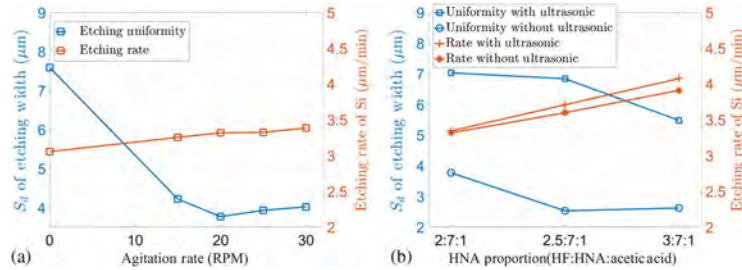 9
8
7
6
5
4
S_d of etching width (μm)
Etching uniformity
Etching rate
5
4.5
4
3.5
3
2.5
2
Etching rate of Si (μm/min)
0
10
20
30
(a)
Agitation rate (RPM)
9
8
7
6
5
4
3
2
S_d of etching width (μm)
Uniformity with ultrasonic
Uniformity without ultrasonic
Rate with ultrasonic
Rate without ultrasonic
5
4.5
4
3.5
3
2.5
2
Etching rate of Si (μm/min)
2:7:1
2.5:7:1
3:7:1
(b)
HNA proportion(HF:HNA:acetic acid)